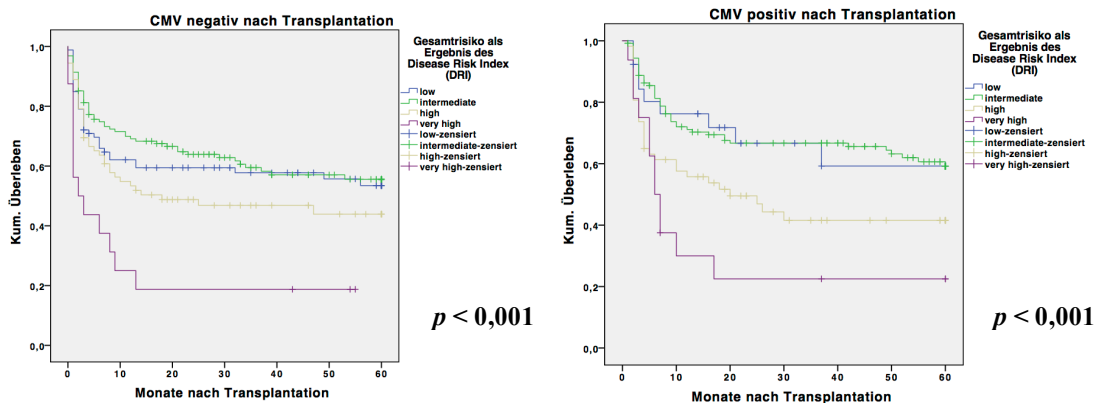 CMV negativ nach Transplantation
Kum. Überleben
1,0
0,8
0,6
0,4
0,2
0,0
0
10
20
30
40
50
60
Monate nach Transplantation
Gesamtrisiko als
Ergebnis des
Disease Risk Index
(DRI)
low
intermediate
high
very high
low-zensiert
intermediate-zensiert
high-zensiert
very high-zensiert
p < 0,001
CMV positiv nach Transplantation
Kum. Überleben
1,0
0,8
0,6
0,4
0,2
0,0
0
10
20
30
40
50
60
Monate nach Transplantation
Gesamtrisiko als
Ergebnis des
Disease Risk Index
(DRI)
low
intermediate
high
very high
low-zensiert
intermediate-zensiert
high-zensiert
very high-zensiert
p < 0,001